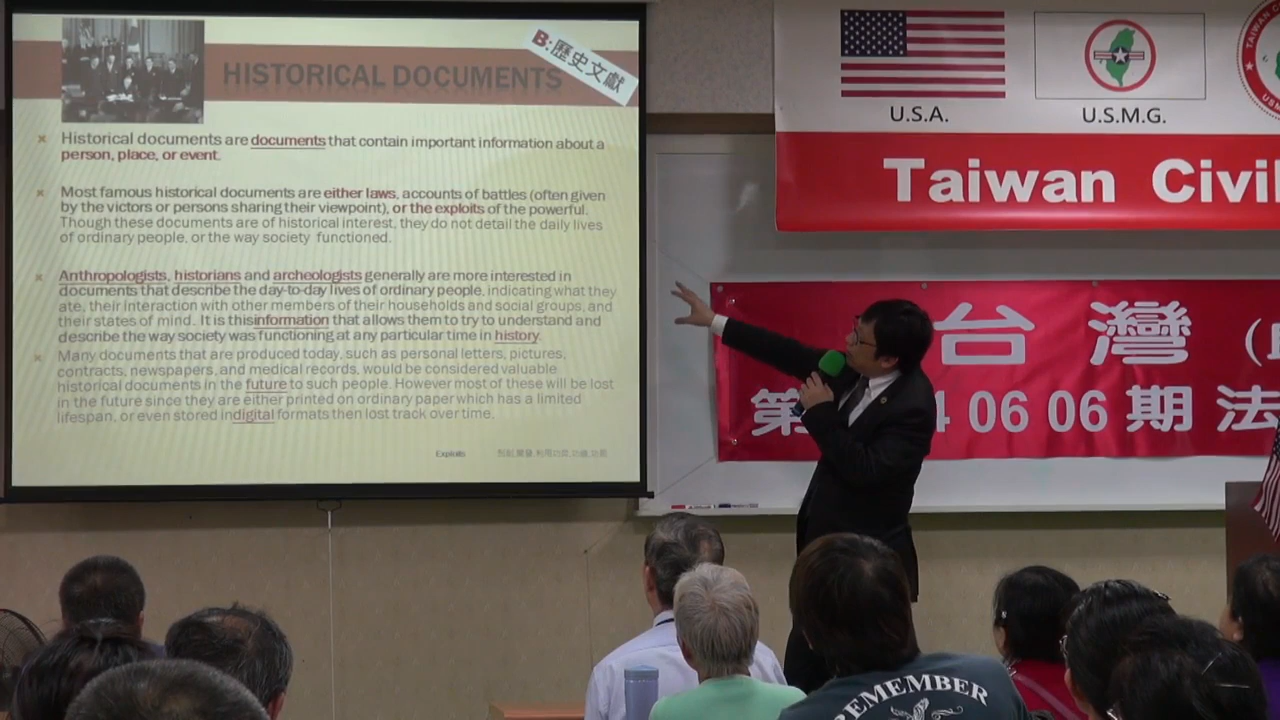 HISTORICAL DOCUMENTS
B:歷史文獻
Historical documents are documents that contain important information about a
person, place, or event.
Most famous historical documents are either laws, accounts of battles (often given
by the victors or persons sharing their viewpoint), or the exploits of the powerful.
Though these documents are of historical interest, they do not detail the daily lives
of ordinary people, or the way society functioned.
Anthropologists, historians and archeologists generally are more interested in
documents that describe the day-to-day lives of ordinary people, indicating what they
ate, their interaction with other members of their households and social groups, and
their states of mind. It is this information that allows them to try to understand and
describe the way society was functioning at any particular time in history.
Many documents that are produced today, such as personal letters, pictures,
contracts, newspapers, and medical records, would be considered valuable
historical documents in the future to such people. However most of these will be lost
in the future since they are either printed on ordinary paper which has a limited
lifespan, or even stored in digital formats then lost track over time.
Exploits
U.S.A.
U.S.M.G.
TAIWAN
Taiwan Civil
台灣
第 4 06 06 期 法
REMEMBER